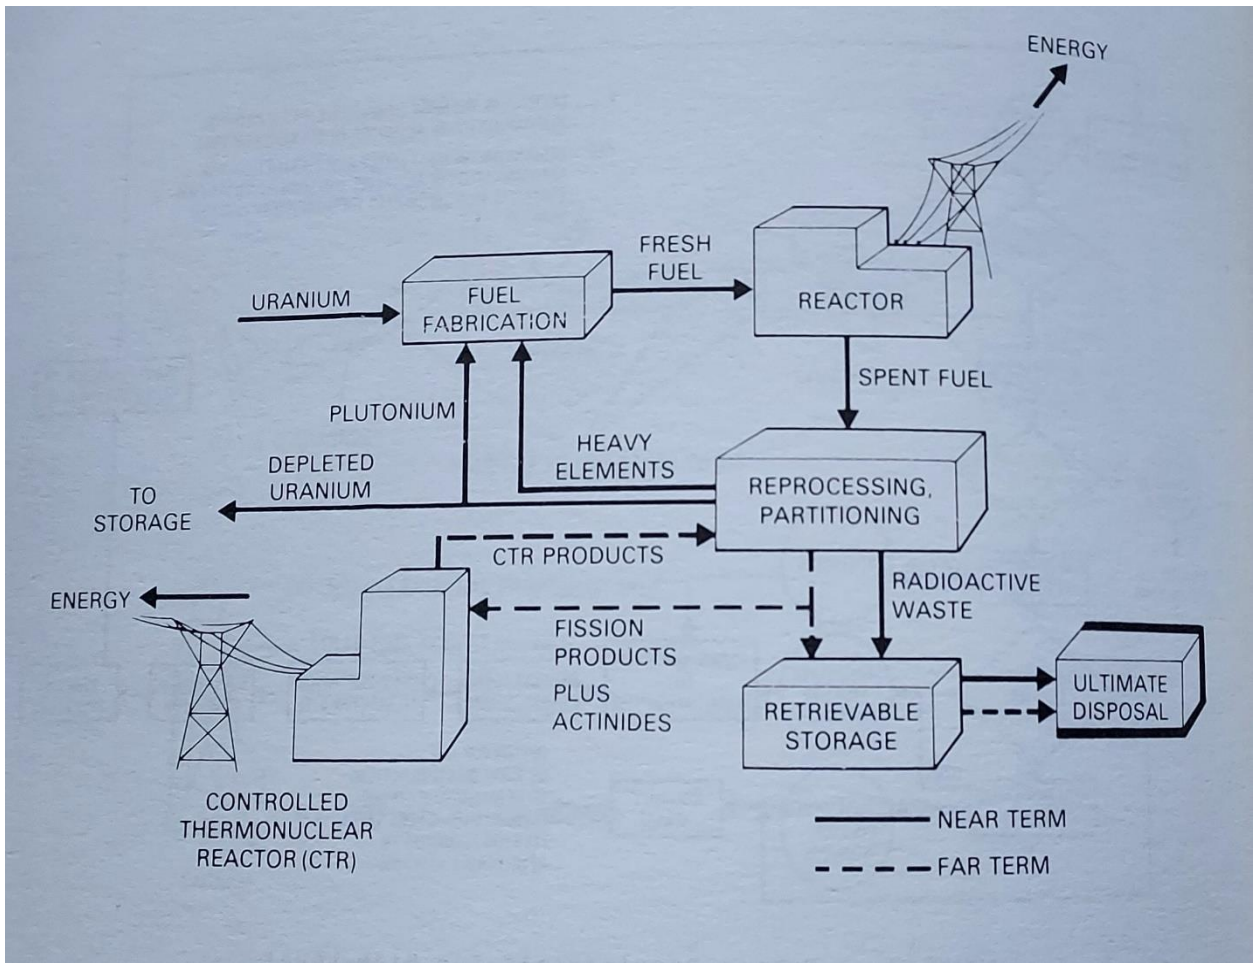 ENERGY
FRESH
FUEL
URANIUM
FUEL
FABRICATION
REACTOR
SPENT FUEL
PLUTONIUM
HEAVY
ELEMENTS
DEPLETED
URANIUM
TO
STORAGE
REPROCESSING,
PARTITIONING
CTR PRODUCTS
ENERGY
RADIOACTIVE
WASTE
FISSION
PRODUCTS
PLUS
ACTINIDES
RETRIEVABLE
STORAGE
ULTIMATE
DISPOSAL
CONTROLLED
THERMONUCLEAR
REACTOR (CTR)
NEAR TERM
FAR TERM